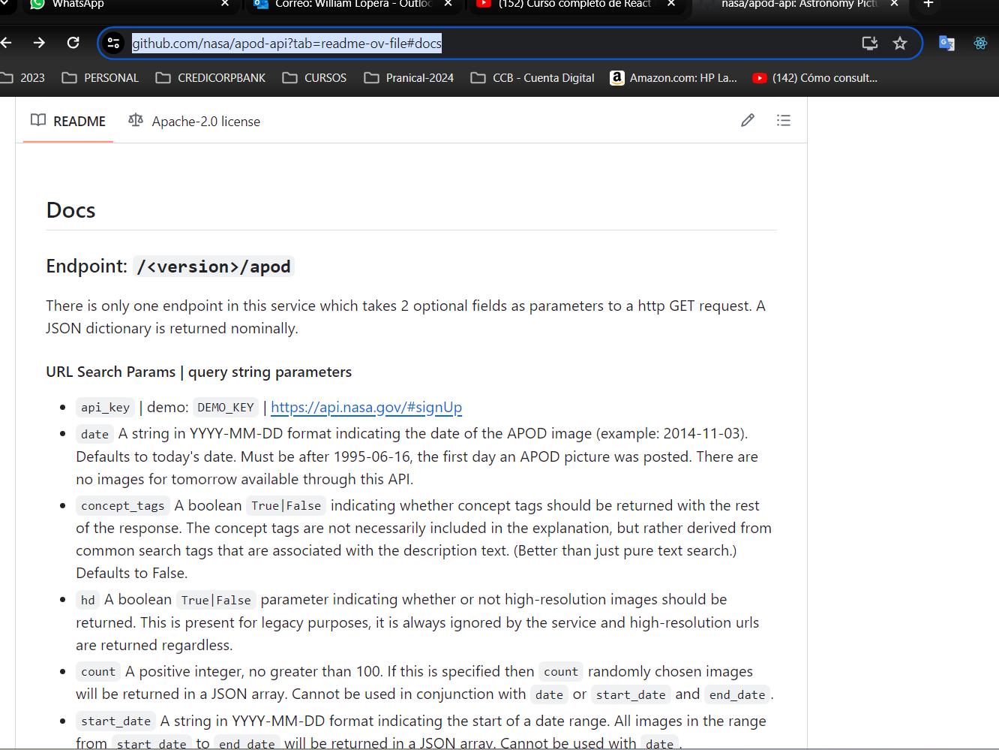 WhatsApp
Correo: William Lopera - Outloo
(152) Curso completo de React
nasa/apod-api: Astronomy Pict
github.com/nasa/apod-api?tab=readme-ov-file#docs
2023
PERSONAL
CREDICORPBANK
CURSOS
Pranical-2024
CCB - Cuenta Digital
Amazon.com: HP La...
(142) Cómo consult...
README
Apache-2.0 license
Docs
Endpoint: /<version>/apod
There is only one endpoint in this service which takes 2 optional fields as parameters to a http GET request. A
JSON dictionary is returned nominally.
URL Search Params | query string parameters
• api_key | demo: DEMO_KEY | https://api.nasa.gov/#signUp
• date A string in YYYY-MM-DD format indicating the date of the APOD image (example: 2014-11-03).
Defaults to today's date. Must be after 1995-06-16, the first day an APOD picture was posted. There are
no images for tomorrow available through this API.
• concept_tags A boolean True|False indicating whether concept tags should be returned with the rest
of the response. The concept tags are not necessarily included in the explanation, but rather derived from
common search tags that are associated with the description text. (Better than just pure text search.)
Defaults to False.
• hd A boolean True|False parameter indicating whether or not high-resolution images should be
returned. This is present for legacy purposes, it is always ignored by the service and high-resolution urls
are returned regardless.
• count A positive integer, no greater than 100. If this is specified then count randomly chosen images
will be returned in a JSON array. Cannot be used in conjunction with date or start_date and end_date.
• start_date A string in YYYY-MM-DD format indicating the start of a date range. All images in the range
from start_date to end_date will be returned in a JSON array. Cannot be used with date.